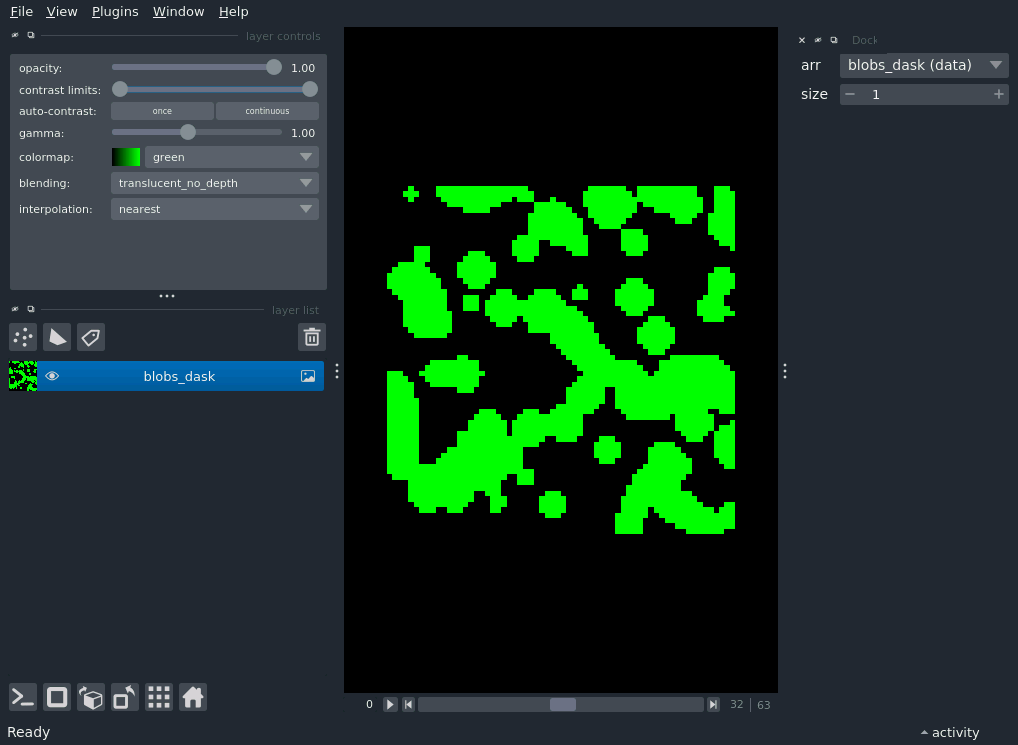 File View Plugins Window Help
layer controls
opacity: 1.00
contrast limits:
auto-contrast: once continuous
gamma: 1.00
colormap: green
blending: translucent_no_depth
interpolation: nearest
layer list
blobs_dask
Dock
arr blobs_dask (data)
size 1
0 32 63
Ready
activity